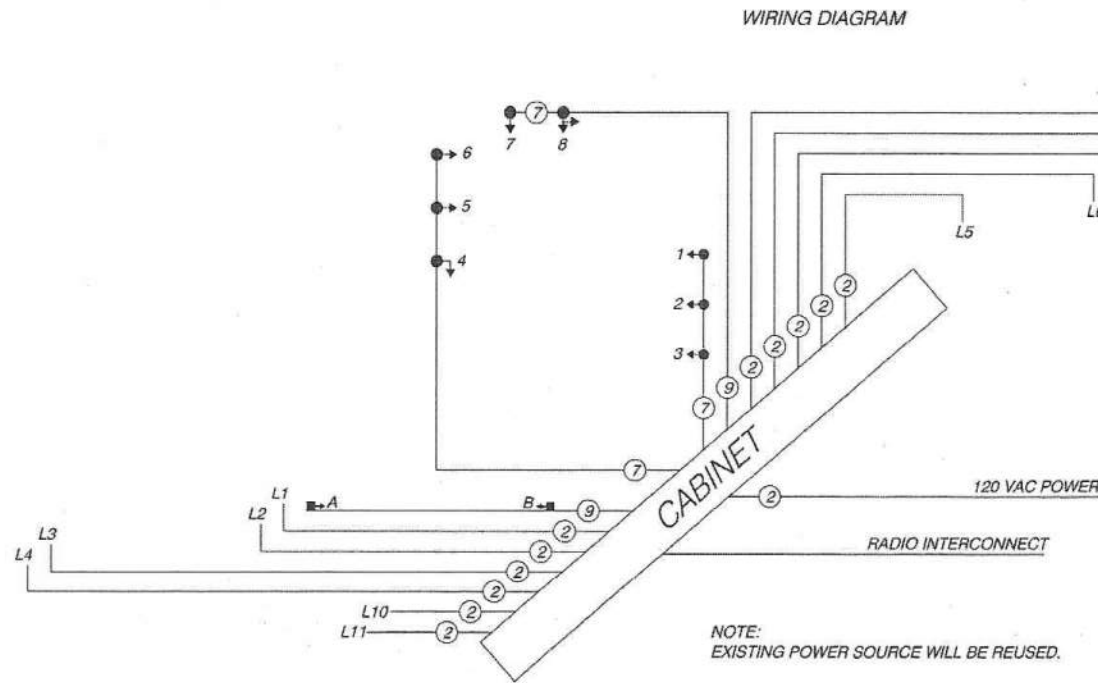 WIRING DIAGRAM
7
7
8
6
5
4
1
2
3
L5
2
2
2
2
2
9
7
7
CABINET
2
120 VAC POWER
RADIO INTERCONNECT
L1
A
B
9
L2
2
L3
2
L4
2
2
L10
2
L11
2
NOTE:
EXISTING POWER SOURCE WILL BE REUSED.